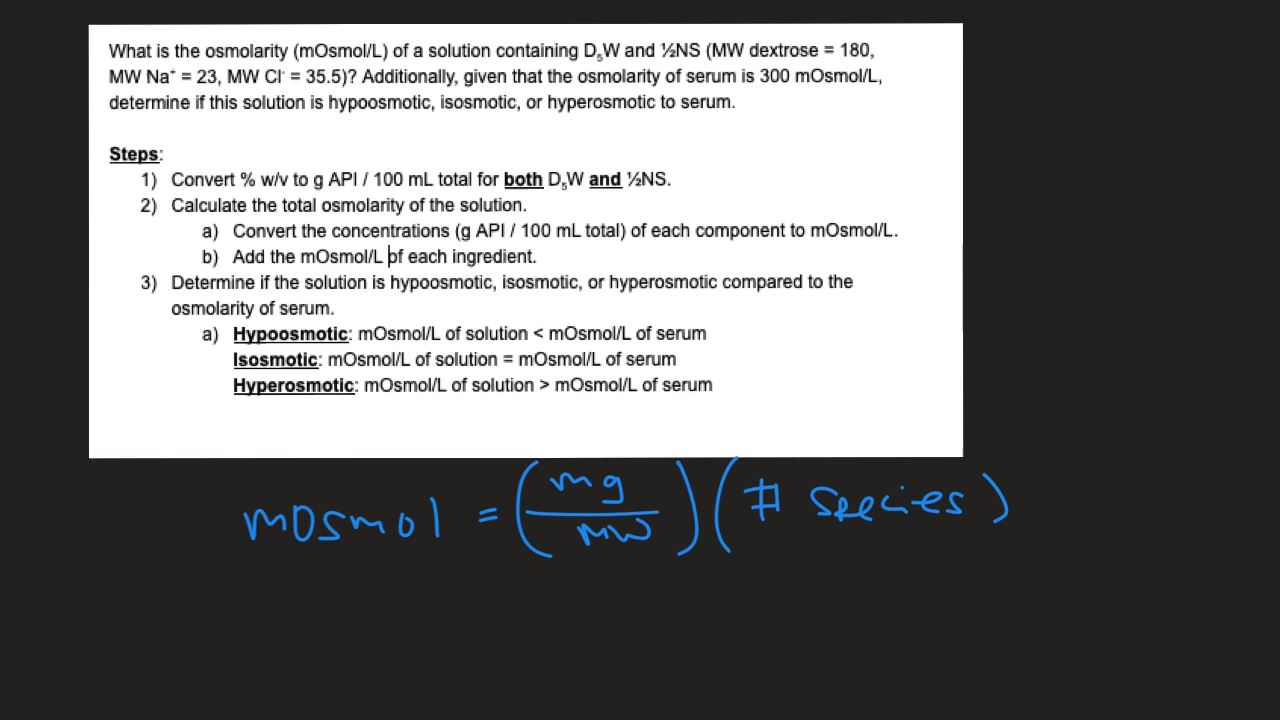 What is the osmolarity (mOsmol/L) of a solution containing D₅W and ½NS (MW dextrose = 180,
MW Na⁺ = 23, MW Cl⁻ = 35.5)? Additionally, given that the osmolarity of serum is 300 mOsmol/L,
determine if this solution is hypoosmotic, isosmotic, or hyperosmotic to serum.
Steps:
1) Convert % w/v to g API / 100 mL total for both D₅W and ½NS.
2) Calculate the total osmolarity of the solution.
a) Convert the concentrations (g API / 100 mL total) of each component to mOsmol/L.
b) Add the mOsmol/L of each ingredient.
3) Determine if the solution is hypoosmotic, isosmotic, or hyperosmotic compared to the
osmolarity of serum.
a) Hypoosmotic: mOsmol/L of solution < mOsmol/L of serum
Isosmotic: mOsmol/L of solution = mOsmol/L of serum
Hyperosmotic: mOsmol/L of solution > mOsmol/L of serum
mOsmol = (mg / MW) (# species)